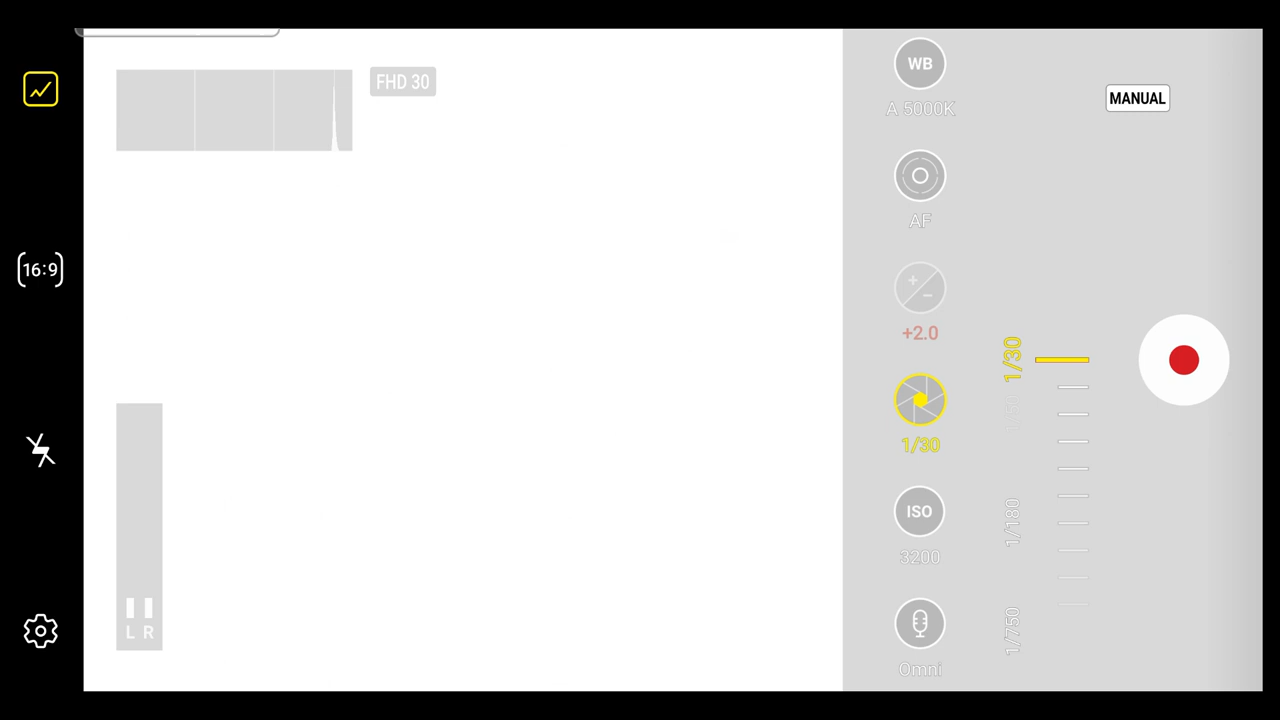 FHD 30
WB
A 5000K
MANUAL
AF
16:9
+2.0
1/30
1/30
ISO
3200
1/180
L R
1/750
Omni